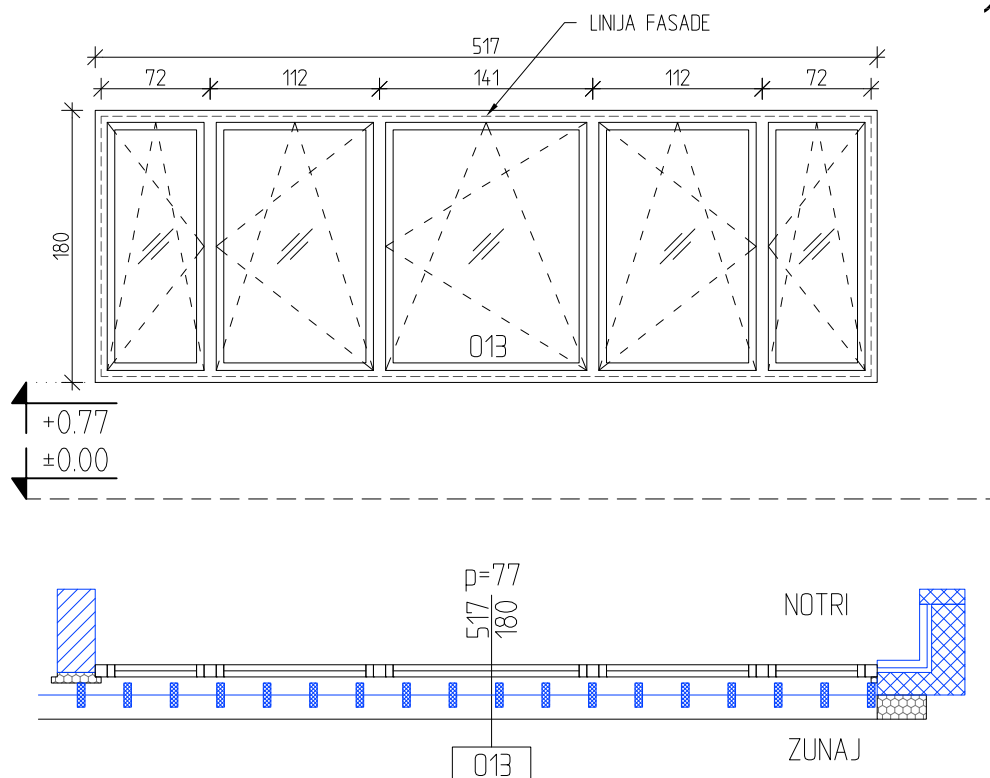 LINIJA FASADE
517
72 112 141 112 72
180
013
+0.77
±0.00
p=77
517
180
NOTRI
ZUNAJ
013